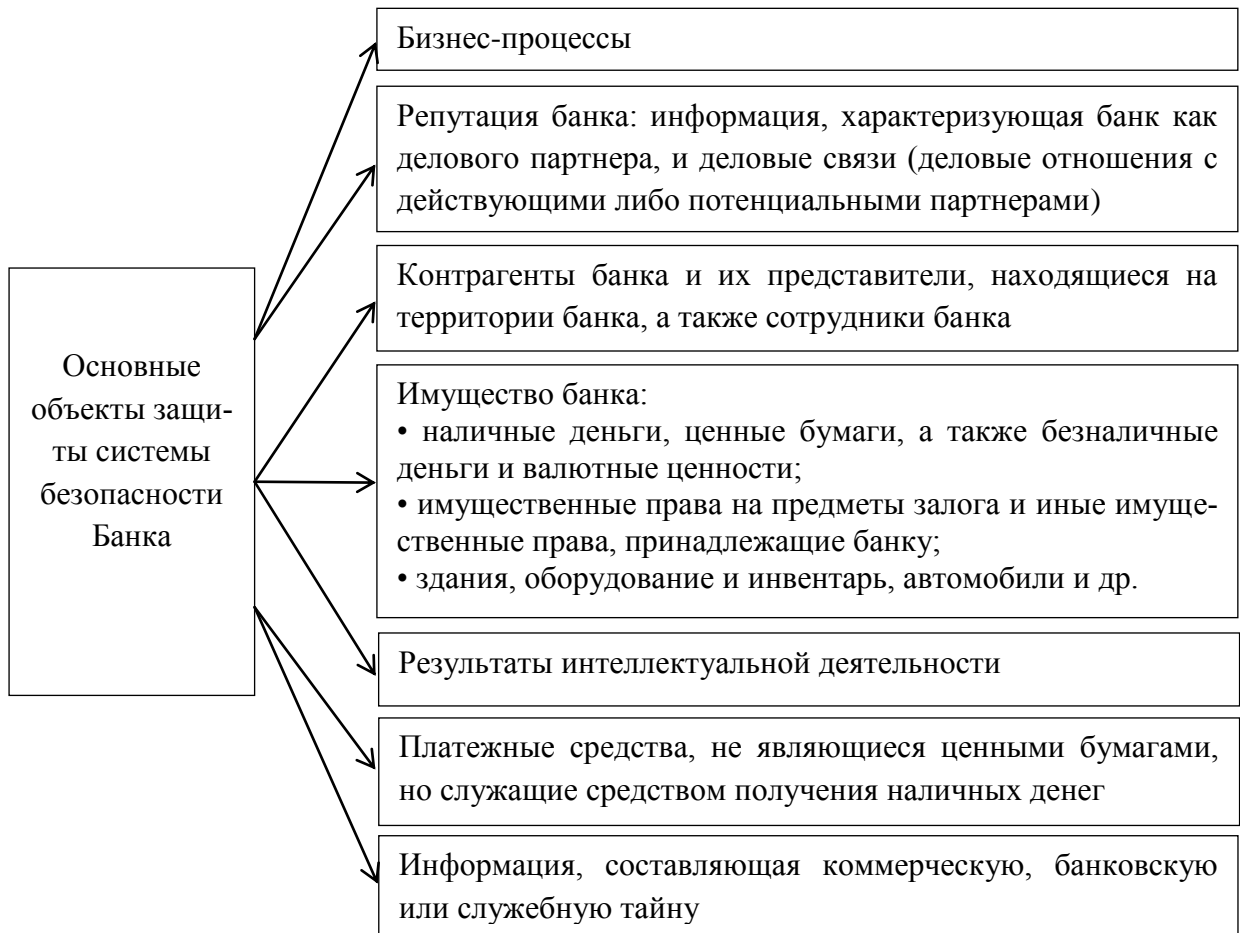 Бизнес-процессы
Репутация банка: информация, характеризующая банк как
делового партнера, и деловые связи (деловые отношения с
действующими либо потенциальными партнерами)
Контрагенты банка и их представители, находящиеся на
территории банка, а также сотрудники банка
Основные
объекты защи-
ты системы
безопасности
Банка
Имущество банка:
• наличные деньги, ценные бумаги, а также безналичные
деньги и валютные ценности;
• имущественные права на предметы залога и иные имуще-
ственные права, принадлежащие банку;
• здания, оборудование и инвентарь, автомобили и др.
Результаты интеллектуальной деятельности
Платежные средства, не являющиеся ценными бумагами,
но служащие средством получения наличных денег
Информация, составляющая коммерческую, банковскую
или служебную тайну